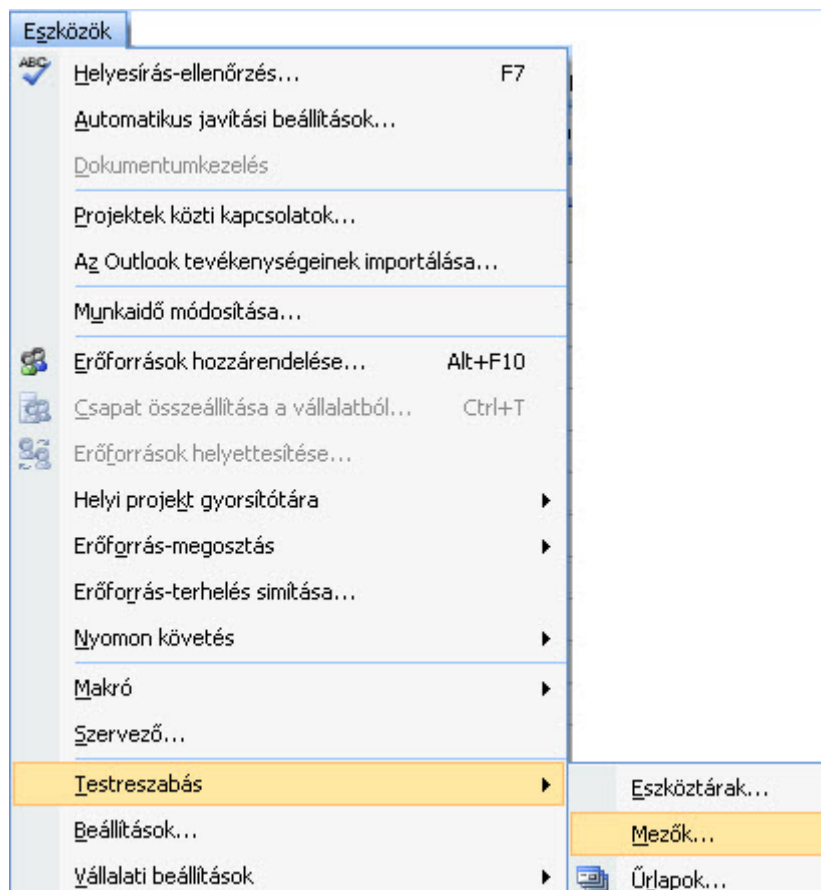 Eszközök
ABC
Helyesírás-ellenőrzés... F7
Automatikus javítási beállítások...
Dokumentumkezelés
Projektek közti kapcsolatok...
Az Outlook tevékenységeinek importálása...
Munkaidő módosítása...
Erőforrások hozzárendelése... Alt+F10
Csapat összeállítása a vállalatból... Ctrl+T
Erőforrások helyettesítése...
Helyi projekt gyorsítótára
Erőforrás-megosztás
Erőforrás-terhelés simítása...
Nyomon követés
Makró
Szervező...
Testreszabás
Eszköztárak...
Beállítások...
Mezők...
Vállalati beállítások
Űrlapok...